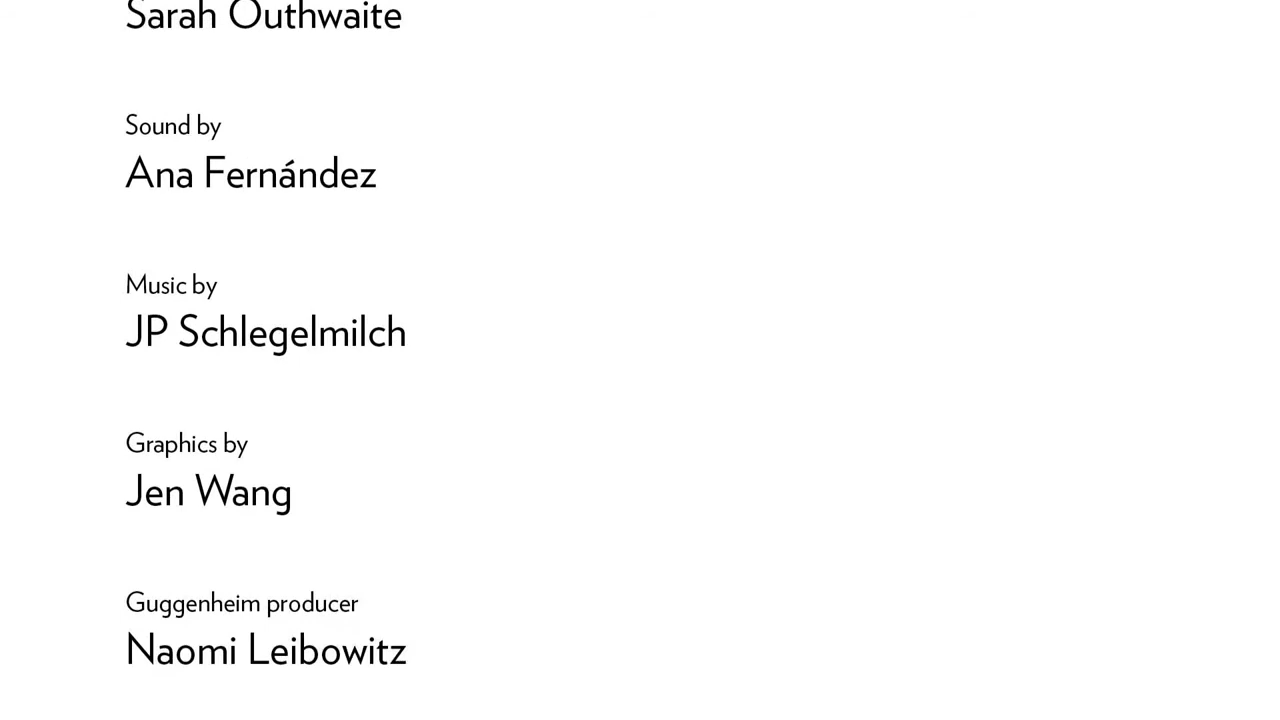 Sarah Outhwaite
Sound by
Ana Fernández
Music by
JP Schlegelmilch
Graphics by
Jen Wang
Guggenheim producer
Naomi Leibowitz